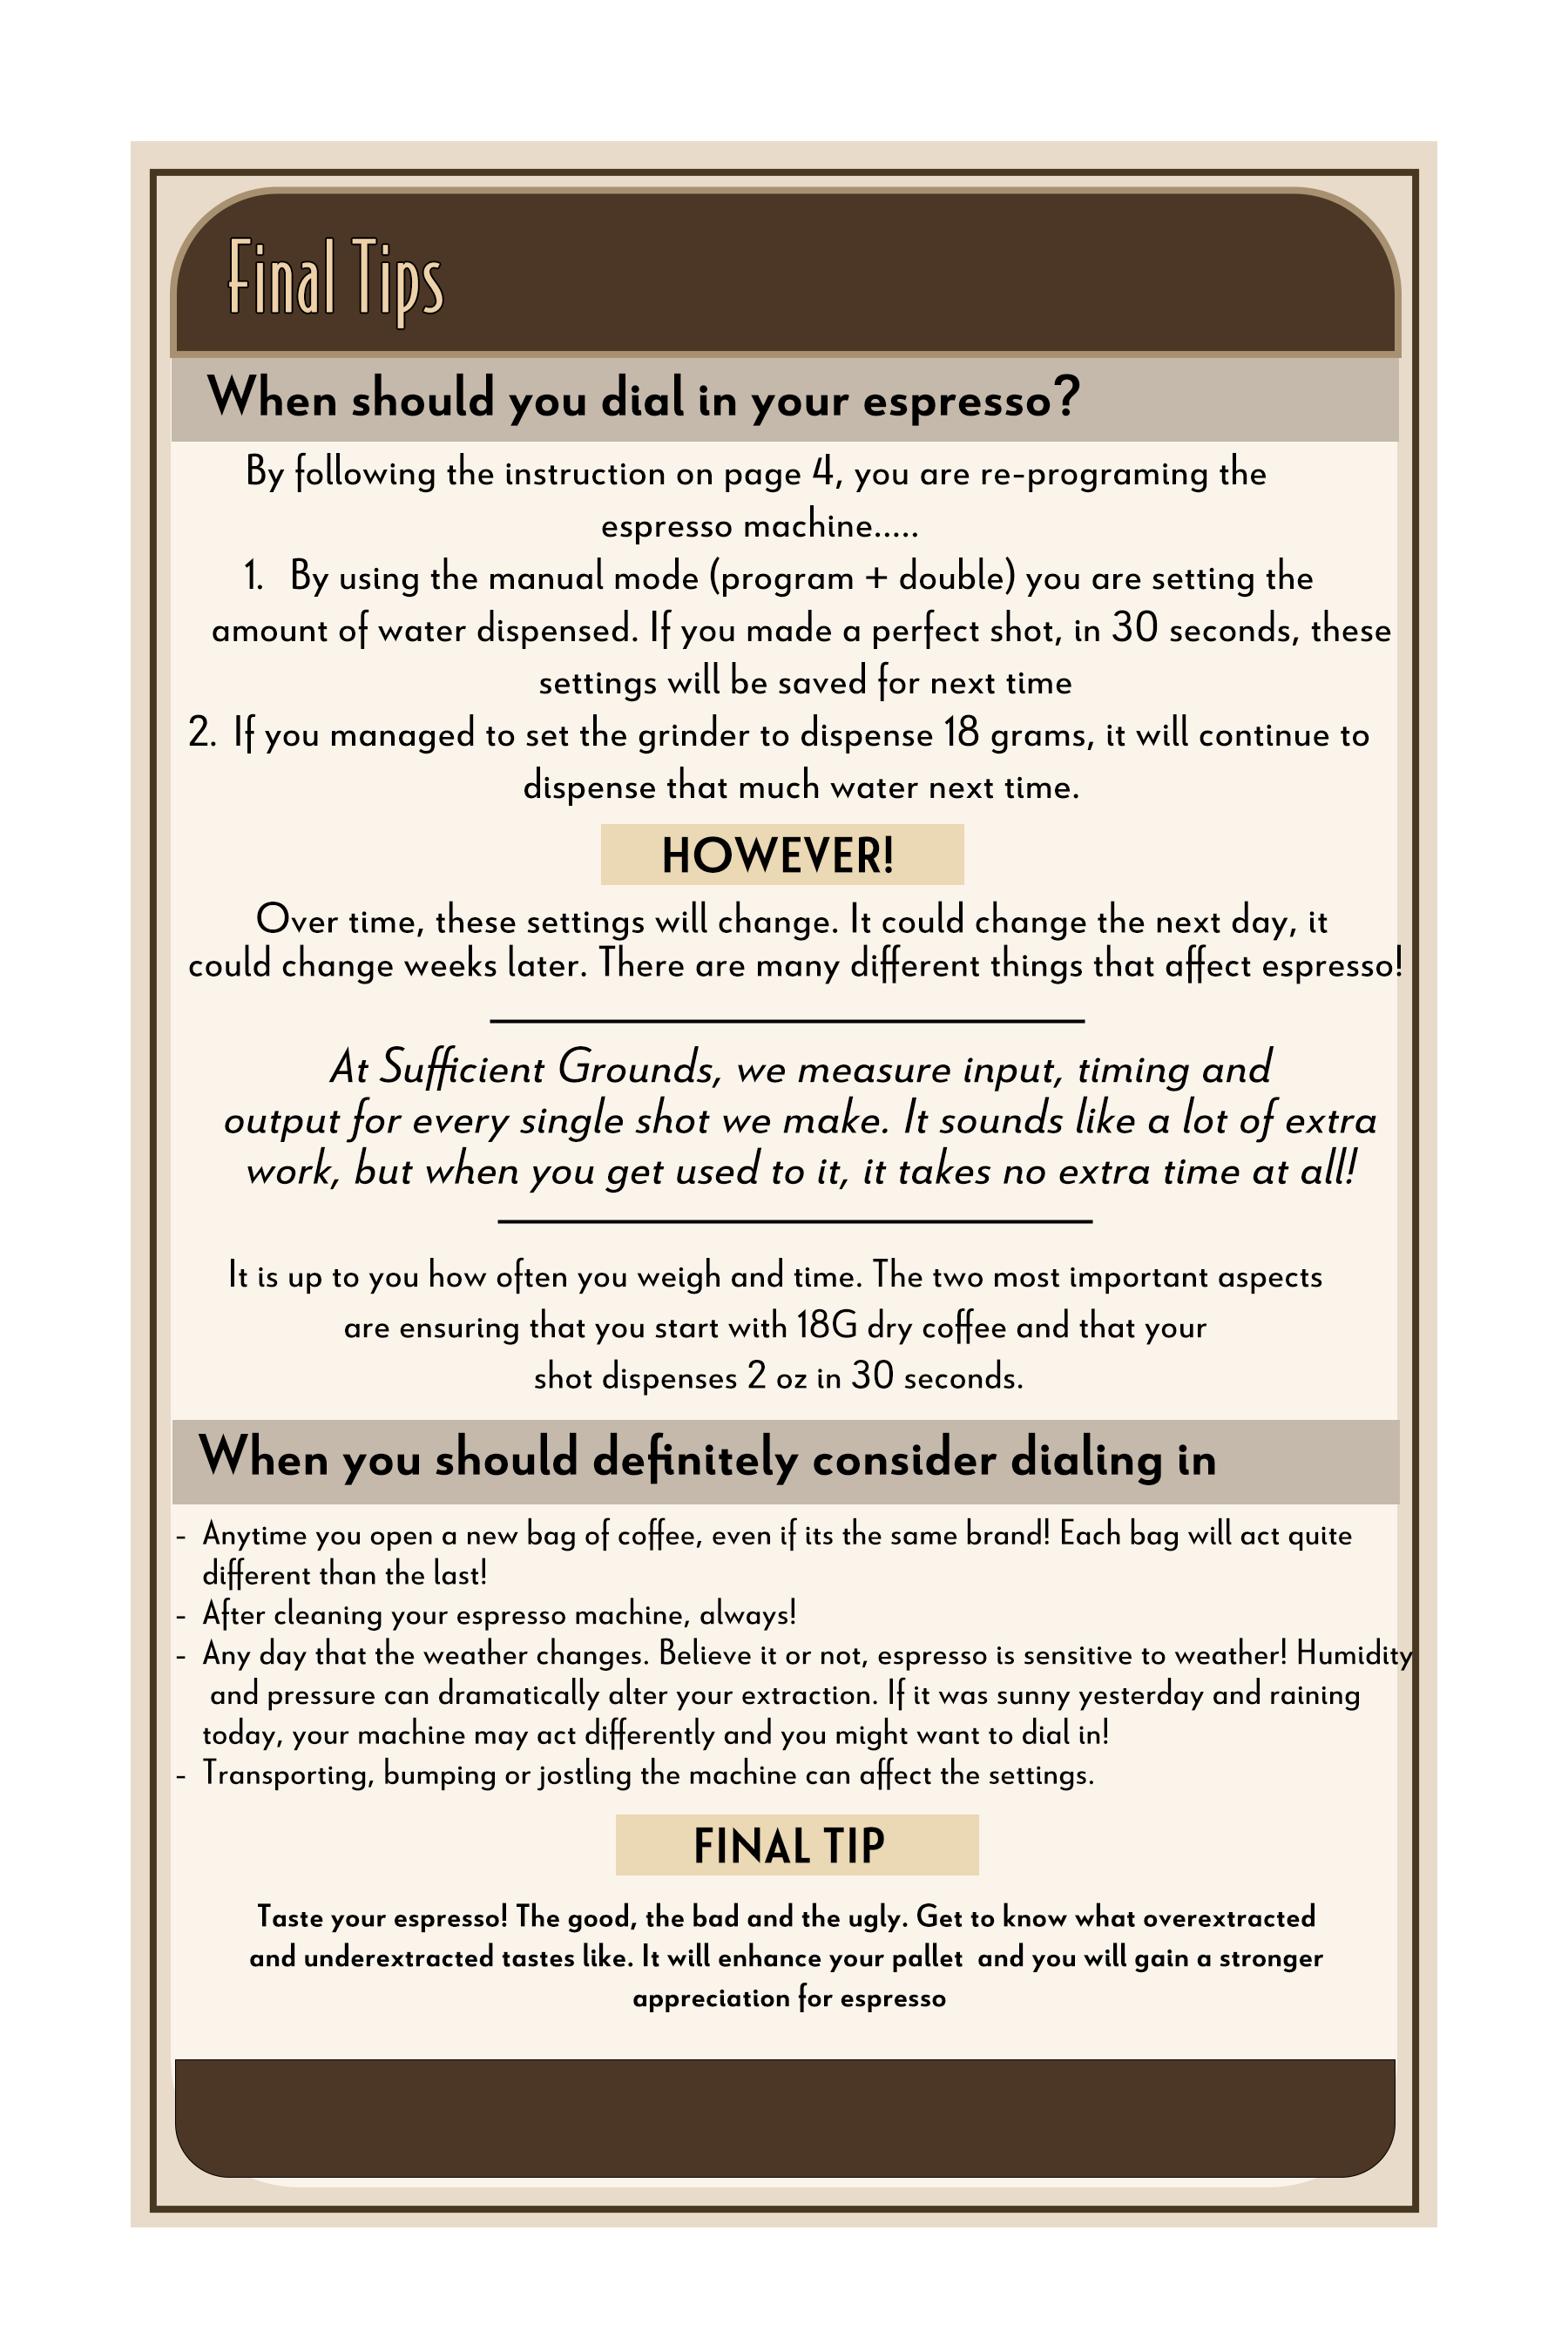 Final Tips
When should you dial in your espresso?
By following the instruction on page 4, you are re-programing the
espresso machine.....
1. By using the manual mode (program + double) you are setting the
amount of water dispensed. If you made a perfect shot, in 30 seconds, these
settings will be saved for next time
2. If you managed to set the grinder to dispense 18 grams, it will continue to
dispense that much water next time.
HOWEVER!
Over time, these settings will change. It could change the next day, it
could change weeks later. There are many different things that affect espresso!
At Sufficient Grounds, we measure input, timing and
output for every single shot we make. It sounds like a lot of extra
work, but when you get used to it, it takes no extra time at all!
It is up to you how often you weigh and time. The two most important aspects
are ensuring that you start with 18G dry coffee and that your
shot dispenses 2 oz in 30 seconds.
When you should definitely consider dialing in
- Anytime you open a new bag of coffee, even if its the same brand! Each bag will act quite
different than the last!
- After cleaning your espresso machine, always!
- Any day that the weather changes. Believe it or not, espresso is sensitive to weather! Humidity
and pressure can dramatically alter your extraction. If it was sunny yesterday and raining
today, your machine may act differently and you might want to dial in!
- Transporting, bumping or jostling the machine can affect the settings.
FINAL TIP
Taste your espresso! The good, the bad and the ugly. Get to know what overextracted
and underextracted tastes like. It will enhance your pallet and you will gain a stronger
appreciation for espresso